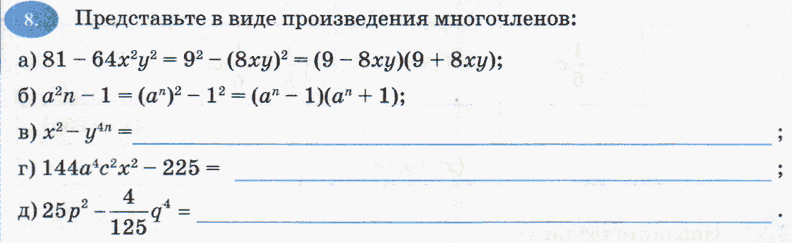 8. Представьте в виде произведения многочленов:
а) 81 – 64x²y² = 9² – (8xy)² = (9 – 8xy)(9 + 8xy);
б) a²n – 1 = (aⁿ)² – 1² = (aⁿ – 1)(aⁿ + 1);
в) x² – y⁴ⁿ = ;
г) 144a⁴c²x² – 225 = ;
д) 25p² – 4/125 q⁴ = .